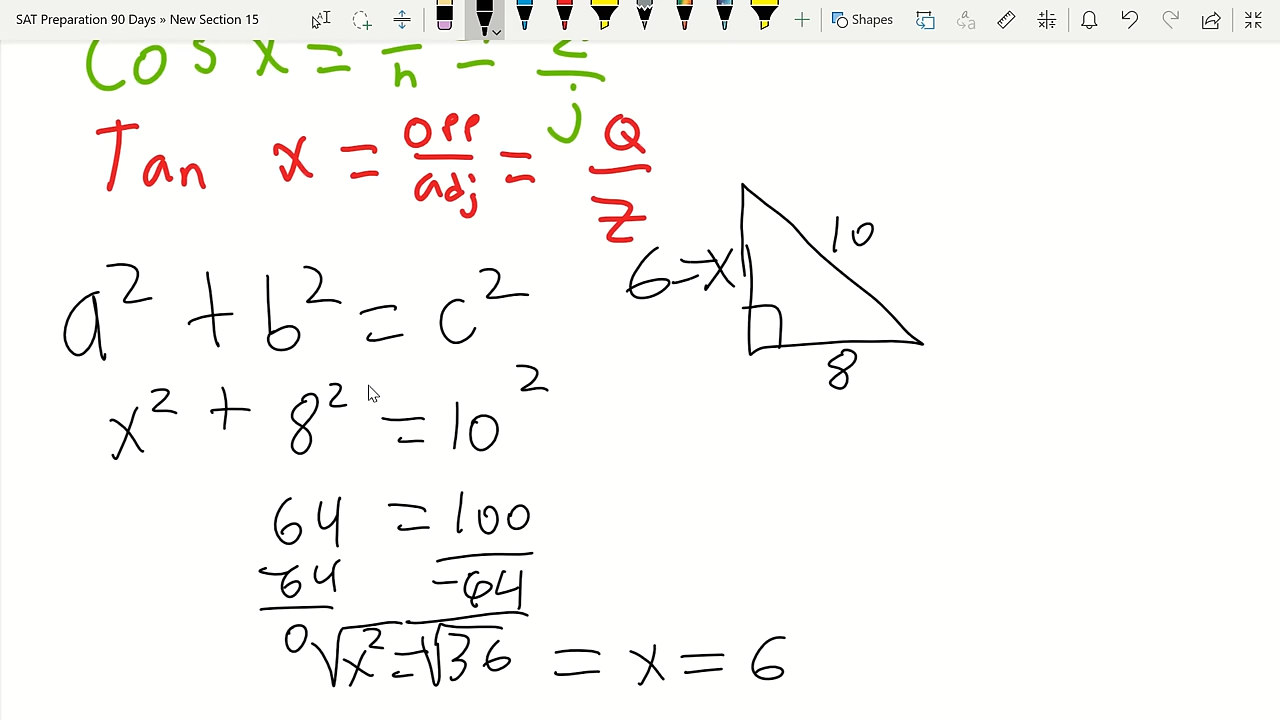 SAT Preparation 90 Days » New Section 15
Shapes
Cos x = /h = z/j
Tan x = opp/adj = Q/Z
a² + b² = c²
x² + 8² = 10²
64 = 100
-64 -64
0 √x² = √36 = x = 6
6 = x
10
8